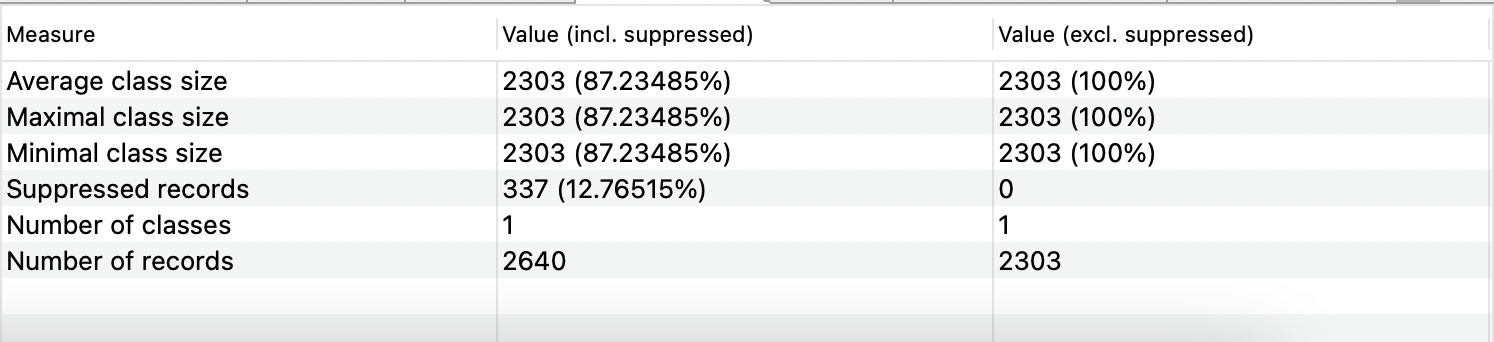 Measure Value (incl. suppressed) Value (excl. suppressed)
Average class size 2303 (87.23485%) 2303 (100%)
Maximal class size 2303 (87.23485%) 2303 (100%)
Minimal class size 2303 (87.23485%) 2303 (100%)
Suppressed records 337 (12.76515%) 0
Number of classes 1 1
Number of records 2640 2303